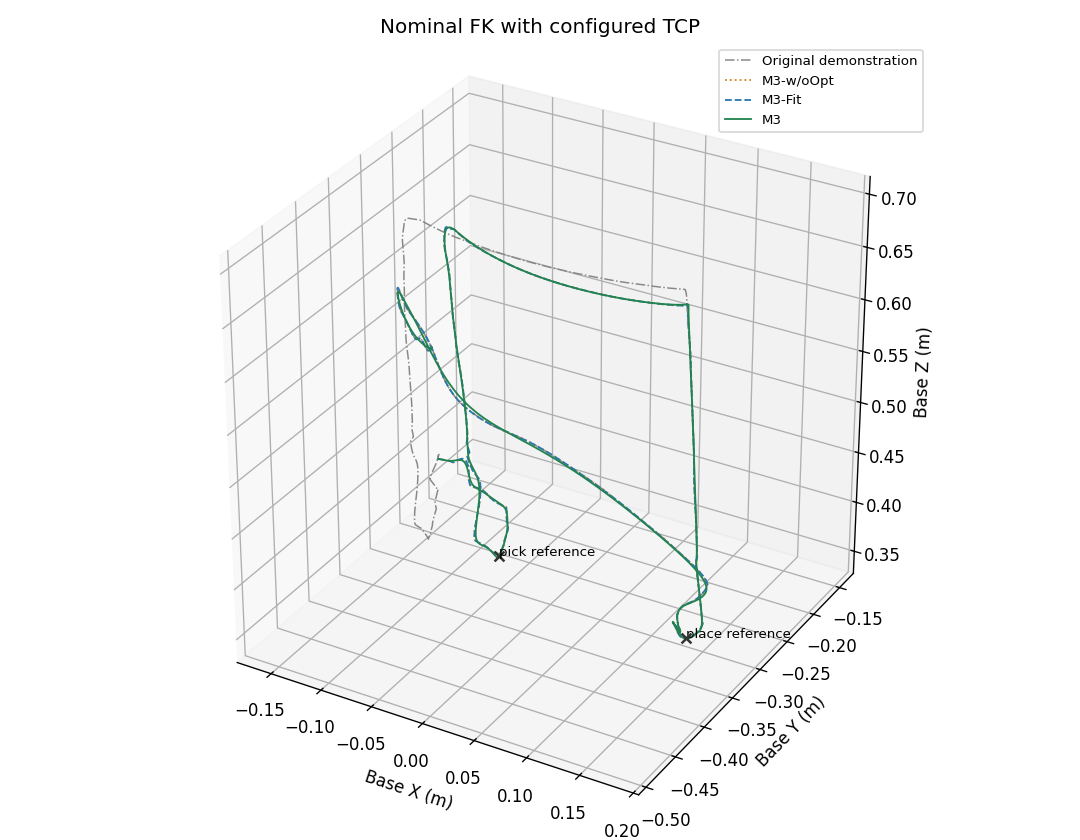 Nominal FK with configured TCP
Original demonstration
M3-w/oOpt
M3-Fit
M3
0.70
0.65
0.60
0.55
0.50
0.45
0.40
0.35
Base Z (m)
pick reference
place reference
−0.15
−0.20
−0.25
−0.30
−0.35
−0.40
−0.45
−0.50
Base Y (m)
−0.15
−0.10
−0.05
0.00
0.05
0.10
0.15
0.20
Base X (m)